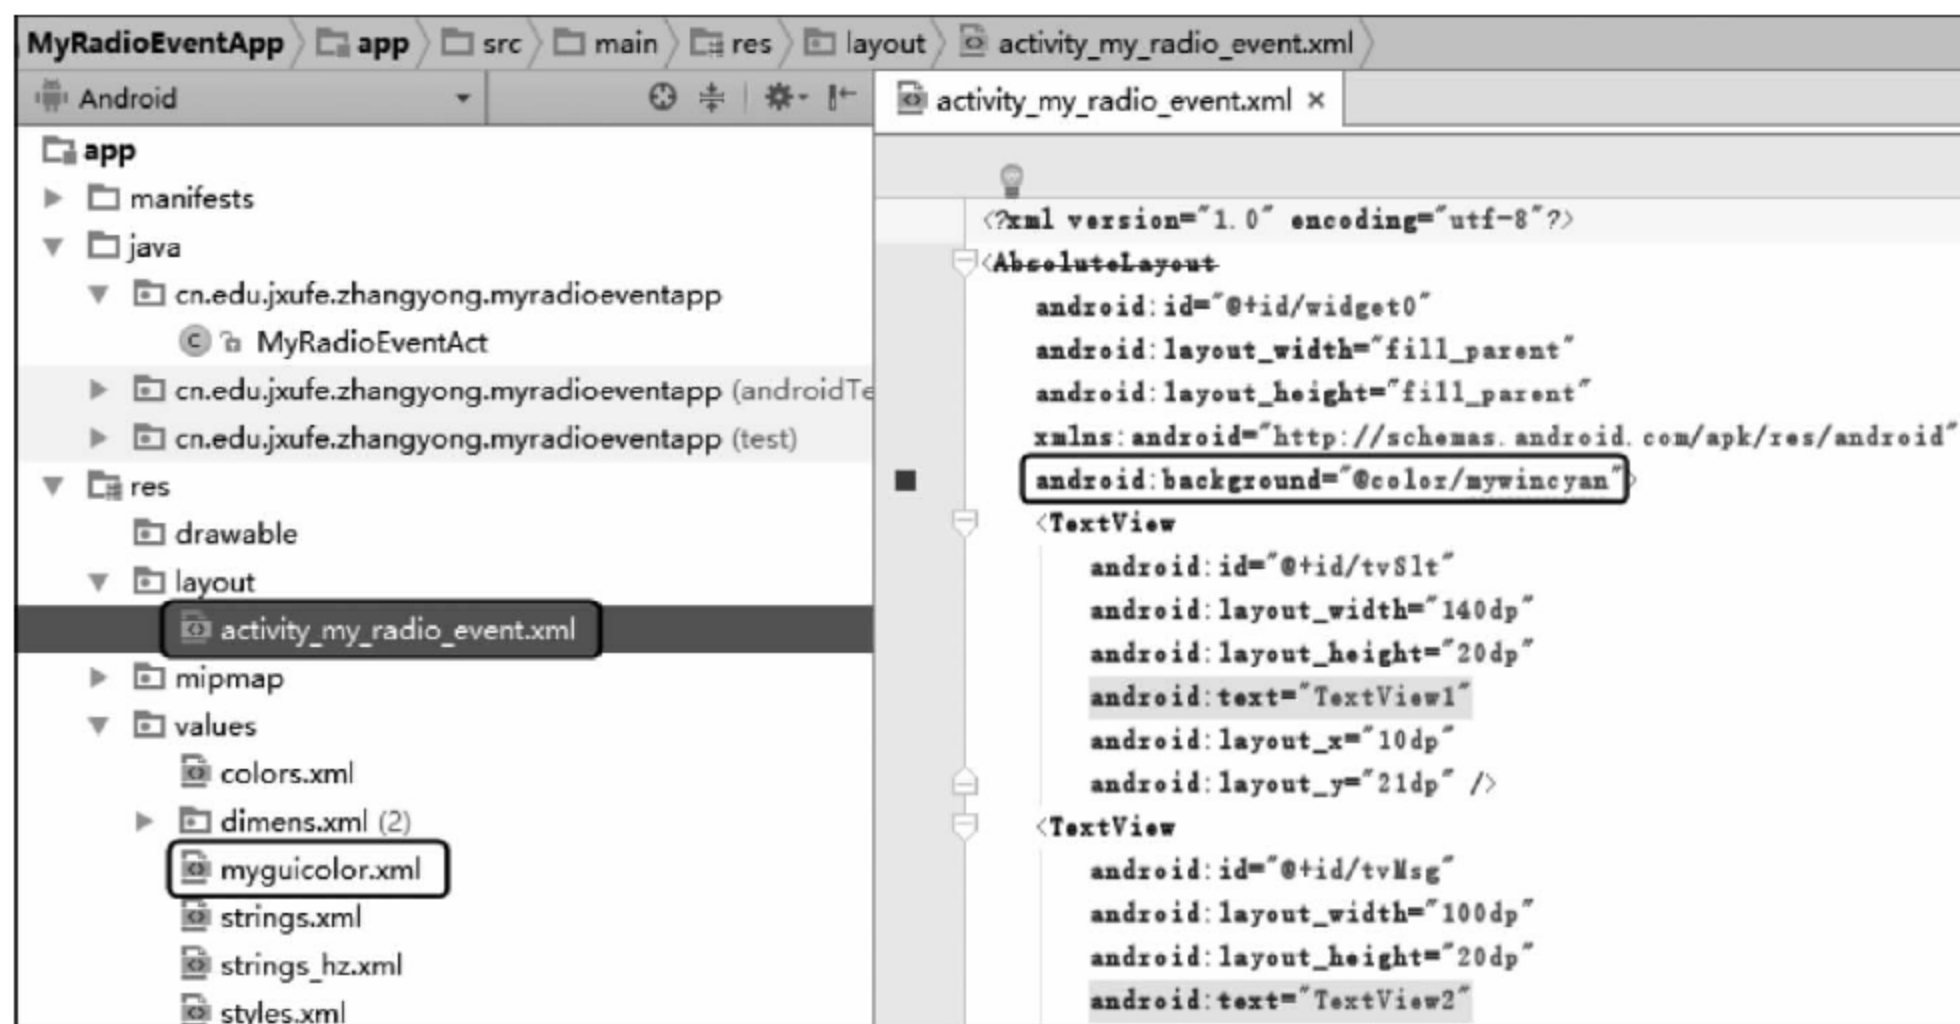 MyRadioEventApp app src main res layout activity_my_radio_event.xml
Android
activity_my_radio_event.xml ×
app
manifests
java
cn.edu.jxufe.zhangyong.myradioeventapp
MyRadioEventAct
cn.edu.jxufe.zhangyong.myradioeventapp (androidTe
cn.edu.jxufe.zhangyong.myradioeventapp (test)
res
drawable
layout
activity_my_radio_event.xml
mipmap
values
colors.xml
dimens.xml (2)
myguicolor.xml
strings.xml
strings_hz.xml
styles.xml
<?xml version="1.0" encoding="utf-8"?>
<AbsoluteLayout
android:id="@+id/widget0"
android:layout_width="fill_parent"
android:layout_height="fill_parent"
xmlns:android="http://schemas.android.com/apk/res/android"
android:background="@color/mywincyan">
<TextView
android:id="@+id/tvSlt"
android:layout_width="140dp"
android:layout_height="20dp"
android:text="TextView1"
android:layout_x="10dp"
android:layout_y="21dp" />
<TextView
android:id="@+id/tvMsg"
android:layout_width="100dp"
android:layout_height="20dp"
android:text="TextView2"